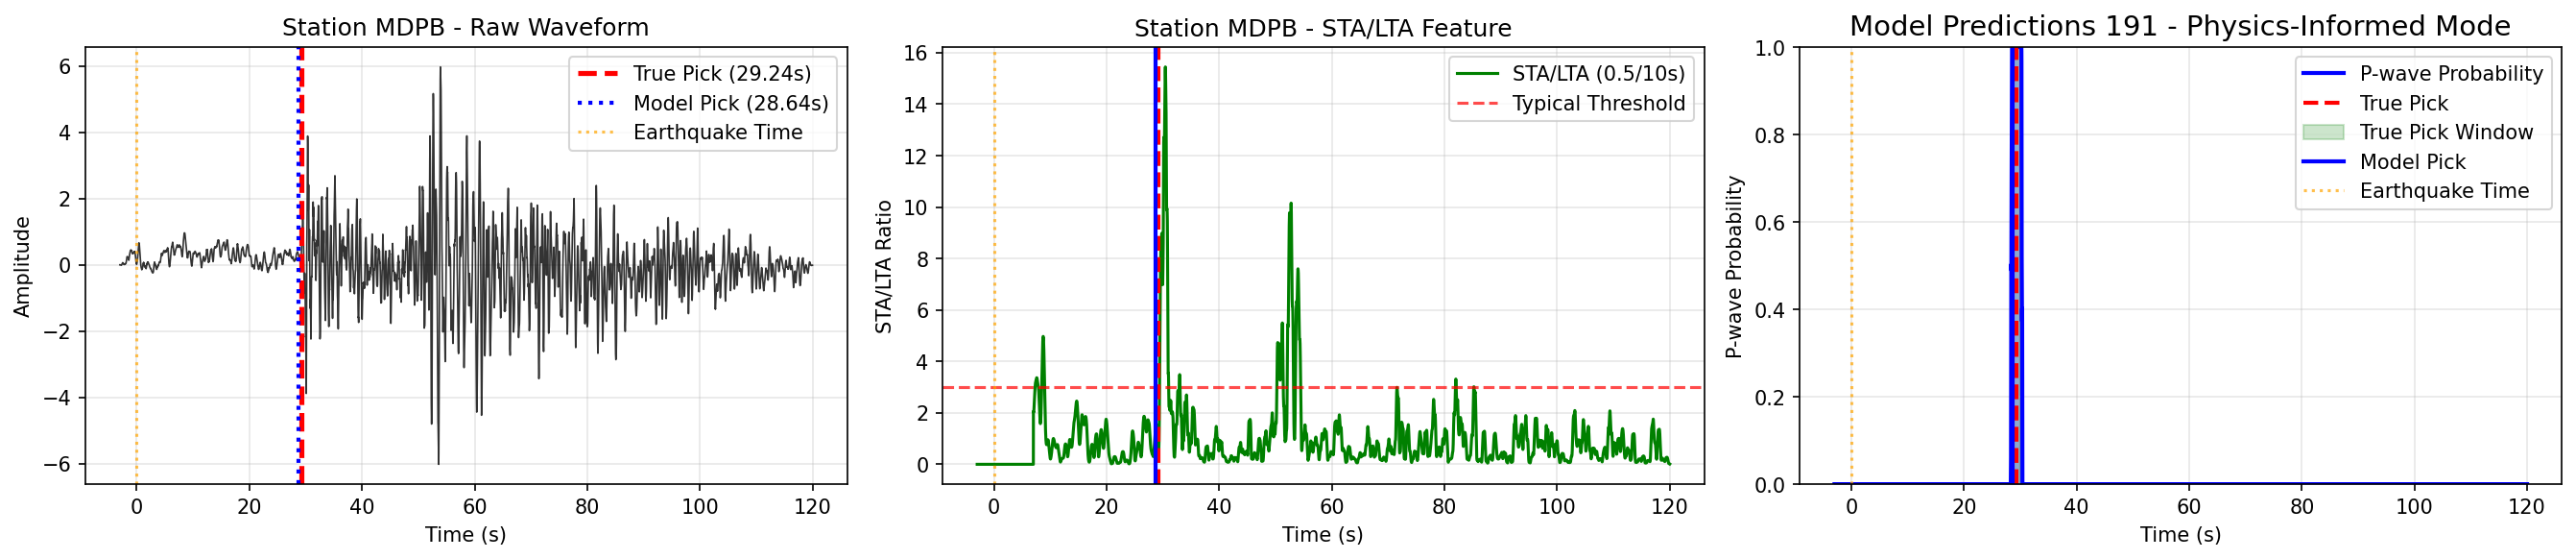 Station MDPB - Raw Waveform
True Pick (29.24s)
Model Pick (28.64s)
Earthquake Time
Amplitude
6
4
2
0
−2
−4
−6
0
20
40
60
80
100
120
Time (s)
Station MDPB - STA/LTA Feature
STA/LTA (0.5/10s)
Typical Threshold
STA/LTA Ratio
16
14
12
10
8
6
4
2
0
0
20
40
60
80
100
120
Time (s)
Model Predictions 191 - Physics-Informed Mode
P-wave Probability
True Pick
True Pick Window
Model Pick
Earthquake Time
P-wave Probability
1.0
0.8
0.6
0.4
0.2
0.0
0
20
40
60
80
100
120
Time (s)